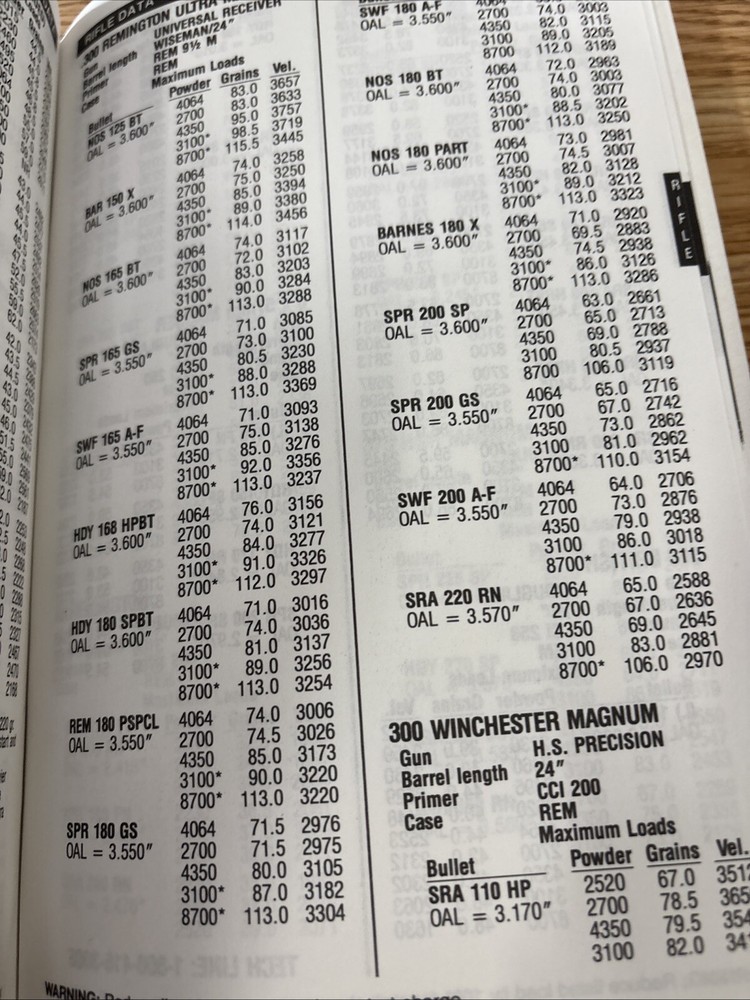 RIFLE DATA
300 REMINGTON ULTRA
Gun UNIVERSAL RECEIVER
Barrel length WISEMAN/24"
Primer REM 9½ M
Case REM
Maximum Loads
Bullet Powder Grains Vel.
NOS 125 BT 4064 83.0 3657
OAL = 3.600" 2700 83.0 3633
4350 95.0 3757
3100* 98.5 3719
8700* 115.5 3445
BAR 150 X 4064 74.0 3258
OAL = 3.600" 2700 75.0 3250
4350 85.0 3394
3100* 89.0 3380
8700* 114.0 3456
NOS 165 BT 4064 74.0 3117
OAL = 3.600" 2700 72.0 3102
4350 83.0 3203
3100* 90.0 3284
8700* 113.0 3288
SPR 165 GS 4064 71.0 3085
OAL = 3.550" 2700 73.0 3100
4350 80.5 3230
3100* 88.0 3288
8700* 113.0 3369
SWF 165 A-F 4064 71.0 3093
OAL = 3.550" 2700 75.0 3138
4350 85.0 3276
3100* 92.0 3356
8700* 113.0 3237
HDY 168 HPBT 4064 76.0 3156
OAL = 3.600" 2700 74.0 3121
4350 84.0 3277
3100* 91.0 3326
8700* 112.0 3297
HDY 180 SPBT 4064 71.0 3016
OAL = 3.600" 2700 74.0 3036
4350 81.0 3137
3100* 89.0 3256
8700* 113.0 3254
REM 180 PSPCL 4064 74.0 3006
OAL = 3.550" 2700 74.5 3026
4350 85.0 3173
3100* 90.0 3220
8700* 113.0 3220
SPR 180 GS 4064 71.5 2976
OAL = 3.550" 2700 71.5 2975
4350 80.0 3105
3100* 87.0 3182
8700* 113.0 3304
WARNING:
SWF 180 A-F
OAL = 3.550" 2700 74.0 3003
4350 82.0 3115
3100 89.0 3205
8700 112.0 3189
NOS 180 BT 4064 72.0 2963
OAL = 3.600" 2700 74.0 3003
4350 80.0 3077
3100* 88.5 3202
8700* 113.0 3250
NOS 180 PART 4064 73.0 2981
OAL = 3.600" 2700 74.5 3007
4350 82.0 3128
3100* 89.0 3212
8700* 113.0 3323
BARNES 180 X 4064 71.0 2920
OAL = 3.600" 2700 69.5 2883
4350 74.5 2938
3100* 86.0 3126
8700* 113.0 3286
SPR 200 SP 4064 63.0 2661
OAL = 3.600" 2700 65.0 2713
4350 69.0 2788
3100 80.5 2937
8700 106.0 3119
SPR 200 GS 4064 65.0 2716
OAL = 3.550" 2700 67.0 2742
4350 73.0 2862
3100 81.0 2962
8700* 110.0 3154
SWF 200 A-F 4064 64.0 2706
OAL = 3.550" 2700 73.0 2876
4350 79.0 2938
3100 86.0 3018
8700* 111.0 3115
SRA 220 RN 4064 65.0 2588
OAL = 3.570" 2700 67.0 2636
4350 69.0 2645
3100 83.0 2881
8700* 106.0 2970
300 WINCHESTER MAGNUM
Gun H.S. PRECISION
Barrel length 24"
Primer CCI 200
Case REM
Maximum Loads
Bullet Powder Grains Vel.
SRA 110 HP 2520 67.0
OAL = 3.170" 2700 78.5
4350 79.5
3100 82.0
RIFLE